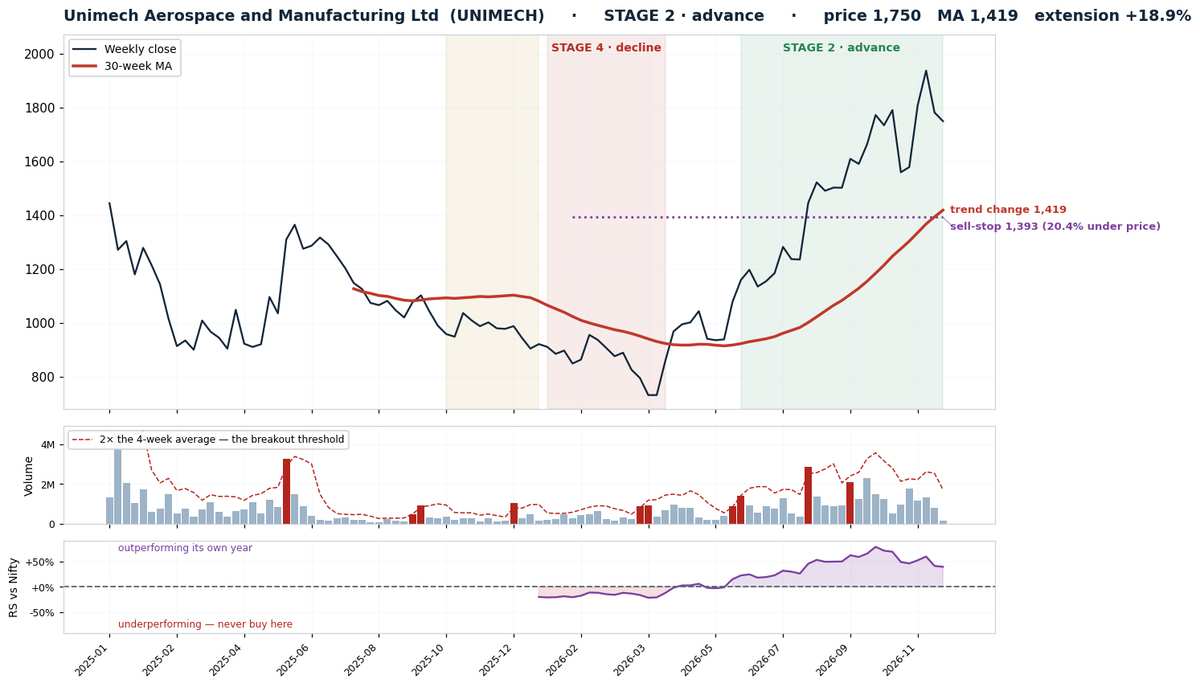 Unimech Aerospace and Manufacturing Ltd (UNIMECH) · STAGE 2 · advance · price 1,750 MA 1,419 extension +18.9%
Weekly close
30-week MA
STAGE 4 · decline
STAGE 2 · advance
2000
1800
1600
1400
1200
1000
800
trend change 1,419
sell-stop 1,393 (20.4% under price)
2× the 4-week average — the breakout threshold
Volume
4M
2M
0
RS vs Nifty
outperforming its own year
+50%
+0%
-50%
underperforming — never buy here
2025-01
2025-02
2025-04
2025-06
2025-08
2025-10
2025-12
2026-02
2026-03
2026-05
2026-07
2026-09
2026-11